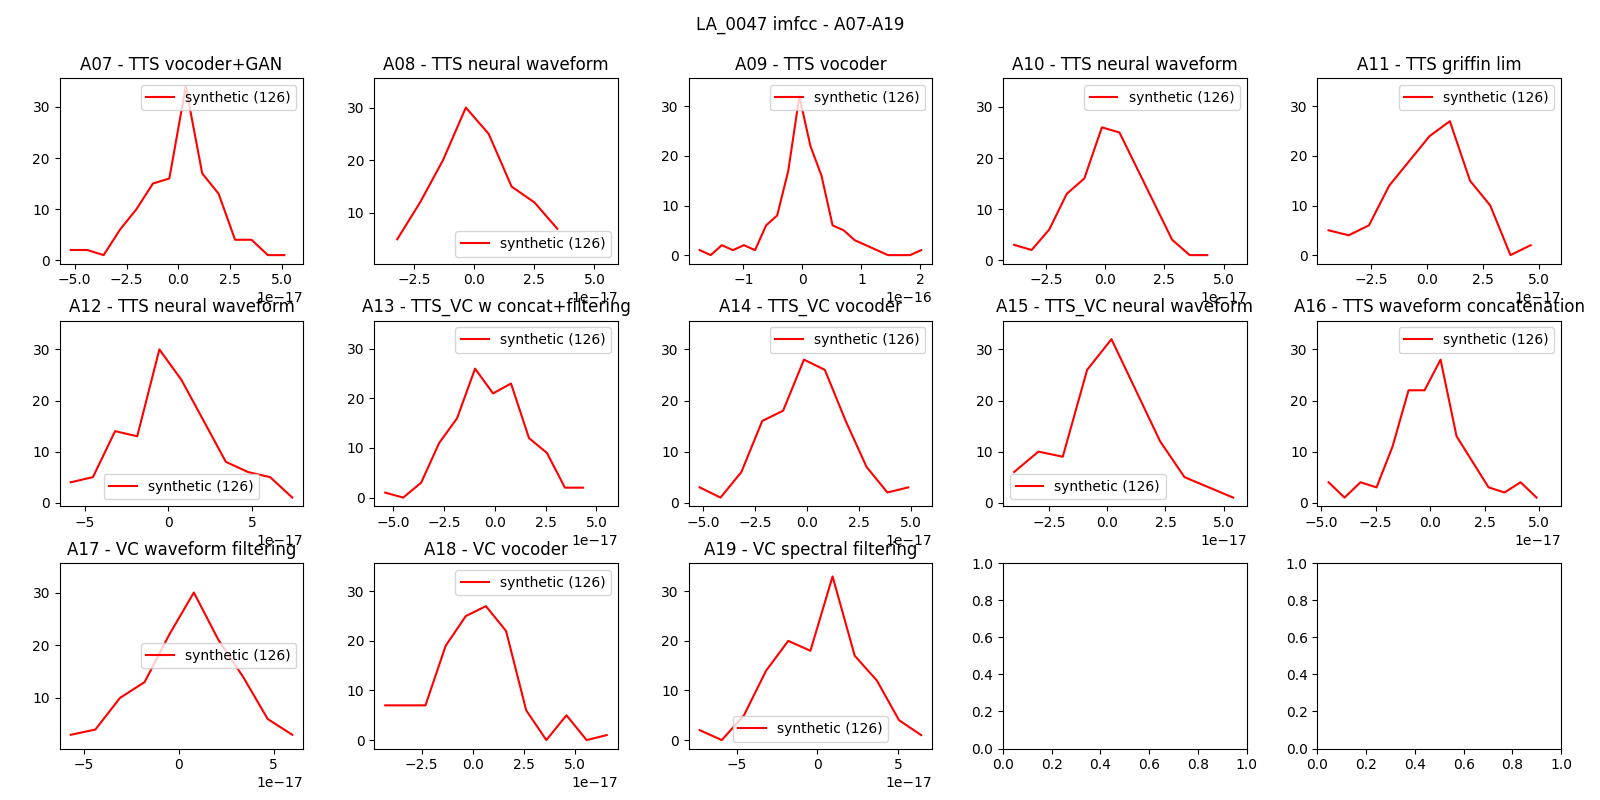 LA_0047 imfcc - A07-A19
A07 - TTS vocoder+GAN
synthetic (126)
30
20
10
0
−5.0 −2.5 0.0 2.5 5.0
1e−17
A08 - TTS neural waveform
synthetic (126)
30
20
10
−2.5 0.0 2.5 5.0
1e−17
A09 - TTS vocoder
synthetic (126)
30
20
10
0
−1 0 1 2
1e−16
A10 - TTS neural waveform
synthetic (126)
30
20
10
0
−2.5 0.0 2.5 5.0
1e−17
A11 - TTS griffin lim
synthetic (126)
30
20
10
0
−2.5 0.0 2.5 5.0
1e−17
A12 - TTS neural waveform
synthetic (126)
30
20
10
0
−5 0 5
1e−17
A13 - TTS_VC w concat+filtering
synthetic (126)
30
20
10
0
−5.0 −2.5 0.0 2.5 5.0
1e−17
A14 - TTS_VC vocoder
synthetic (126)
30
20
10
0
−5.0 −2.5 0.0 2.5 5.0
1e−17
A15 - TTS_VC neural waveform
synthetic (126)
30
20
10
0
−2.5 0.0 2.5 5.0
1e−17
A16 - TTS waveform concatenation
synthetic (126)
30
20
10
0
−5.0 −2.5 0.0 2.5 5.0
1e−17
A17 - VC waveform filtering
synthetic (126)
30
20
10
−5 0 5
1e−17
A18 - VC vocoder
synthetic (126)
30
20
10
0
−2.5 0.0 2.5 5.0
1e−17
A19 - VC spectral filtering
synthetic (126)
30
20
10
0
−5 0 5
1e−17
1.0
0.8
0.6
0.4
0.2
0.0
0.0 0.2 0.4 0.6 0.8 1.0
1.0
0.8
0.6
0.4
0.2
0.0
0.0 0.2 0.4 0.6 0.8 1.0